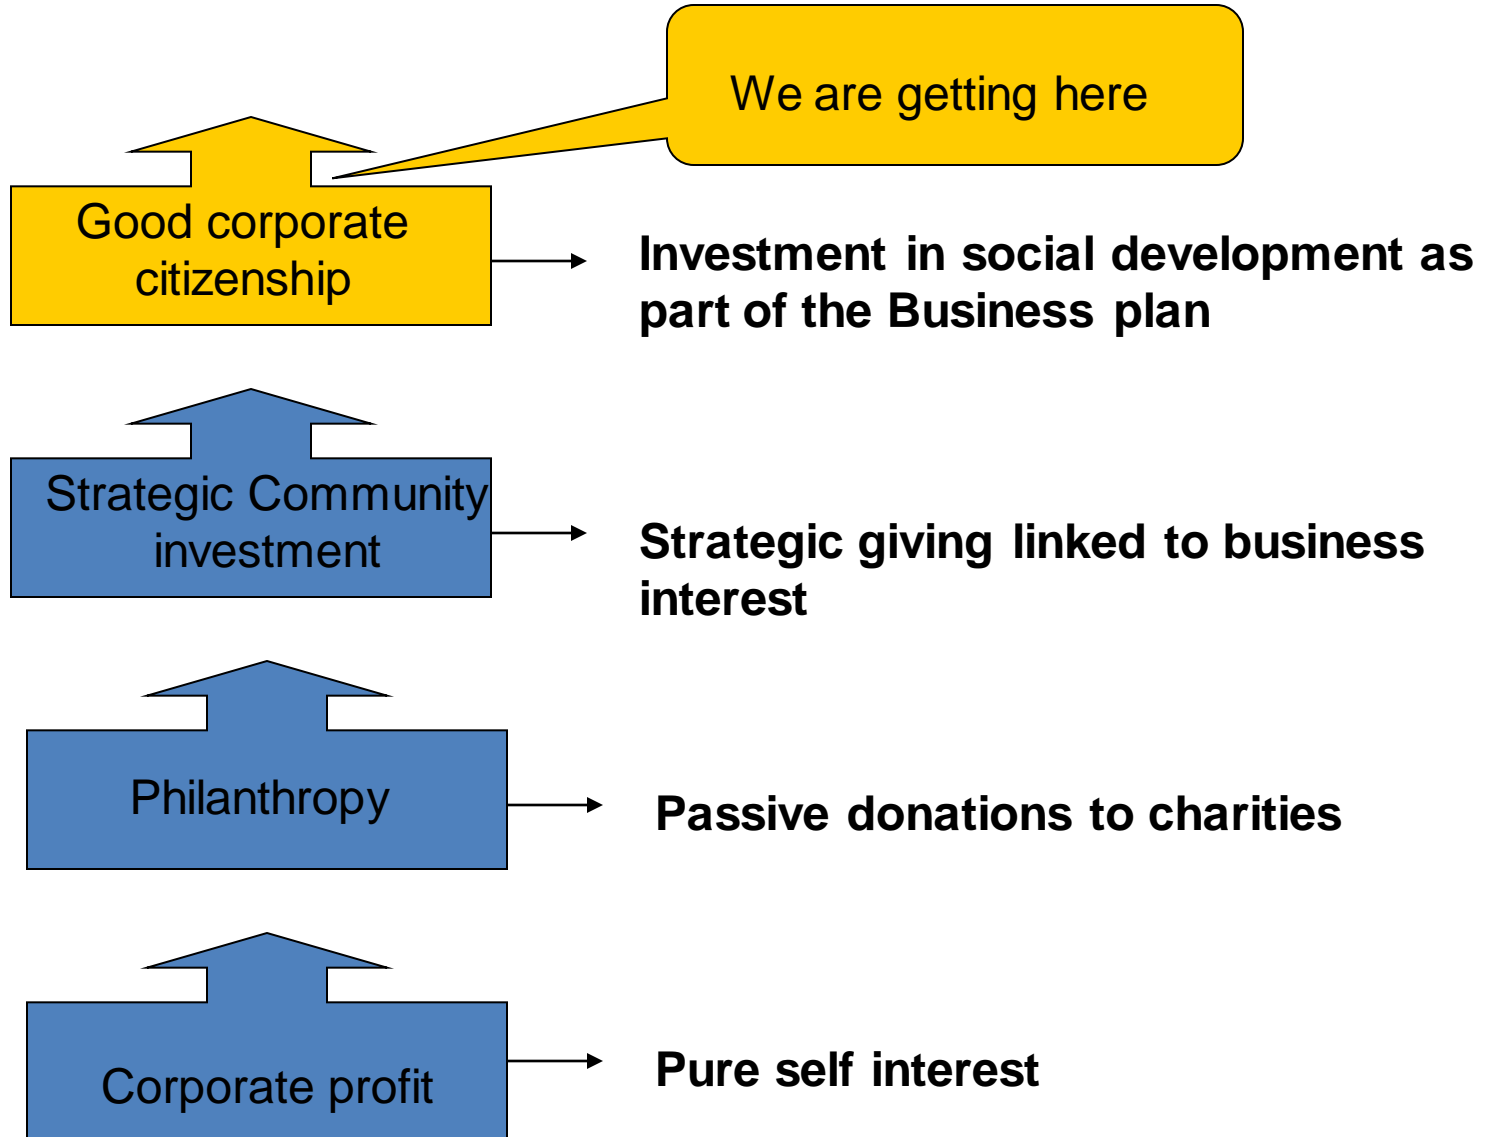 We are getting here
Good corporate
citizenship
Investment in social development as
part of the Business plan
Strategic Community
investment
Strategic giving linked to business
interest
Philanthropy
Passive donations to charities
Corporate profit
Pure self interest